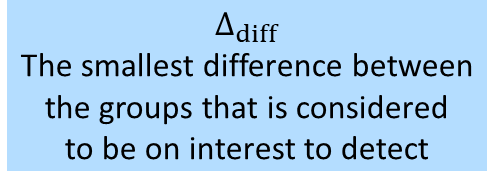 Δdiff
The smallest difference between
the groups that is considered
to be on interest to detect